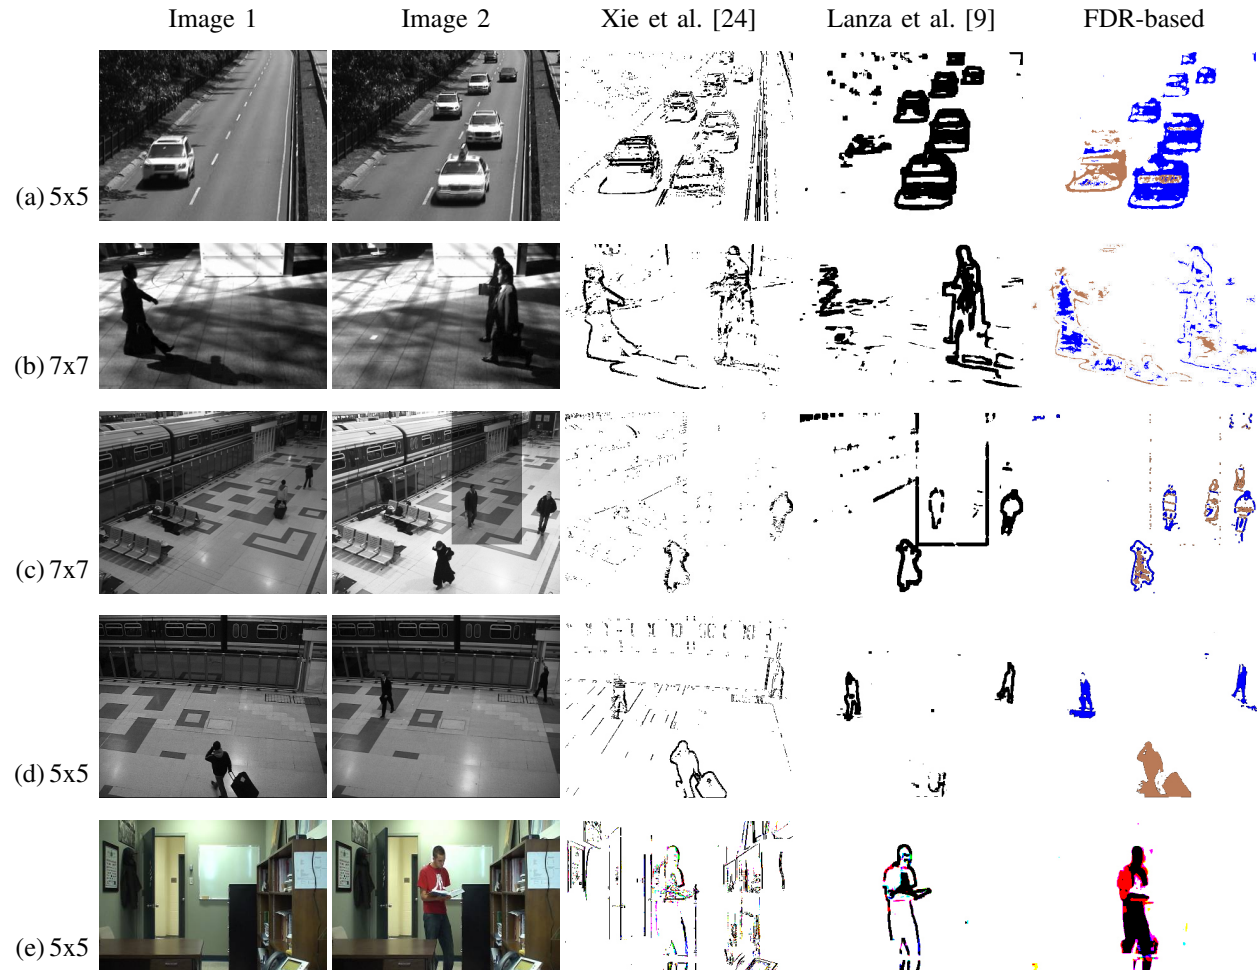 Image 1 Image 2 Xie et al. [24] Lanza et al. [9] FDR-based
(a) 5x5
(b) 7x7
(c) 7x7
(d) 5x5
(e) 5x5